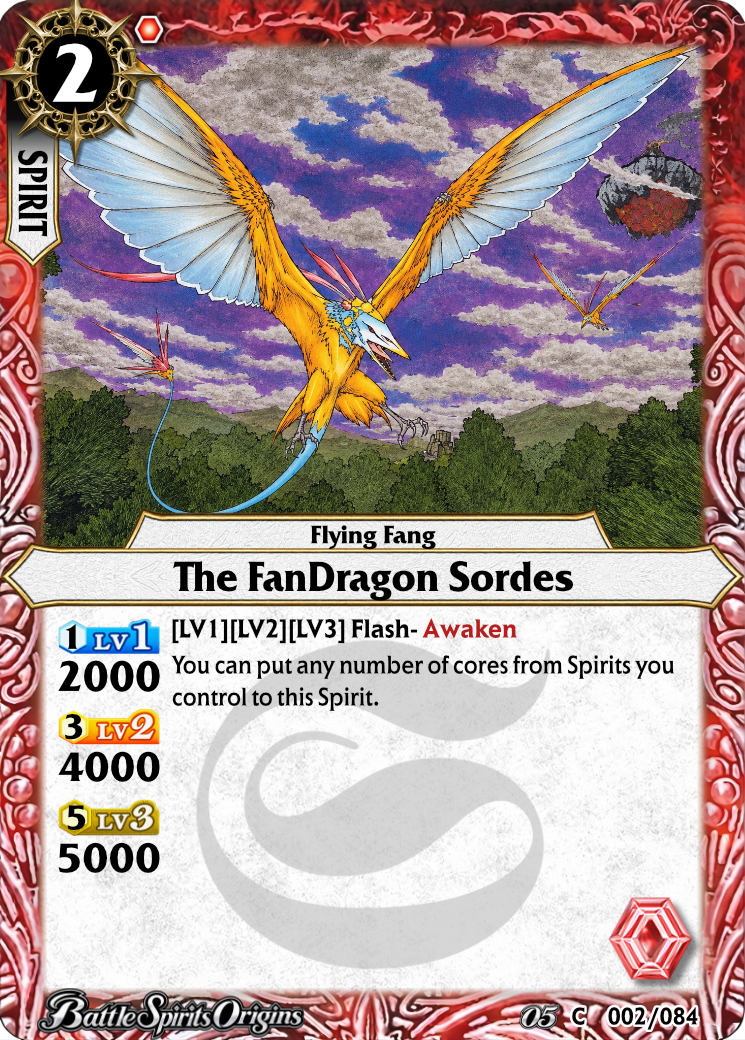 2
SPIRIT
Flying Fang
The FanDragon Sordes
[LV1][LV2][LV3] Flash- Awaken
You can put any number of cores from Spirits you
control to this Spirit.
1 LV1
2000
3 LV2
4000
5 LV3
5000
Battle Spirits Origins
05 C 002/084